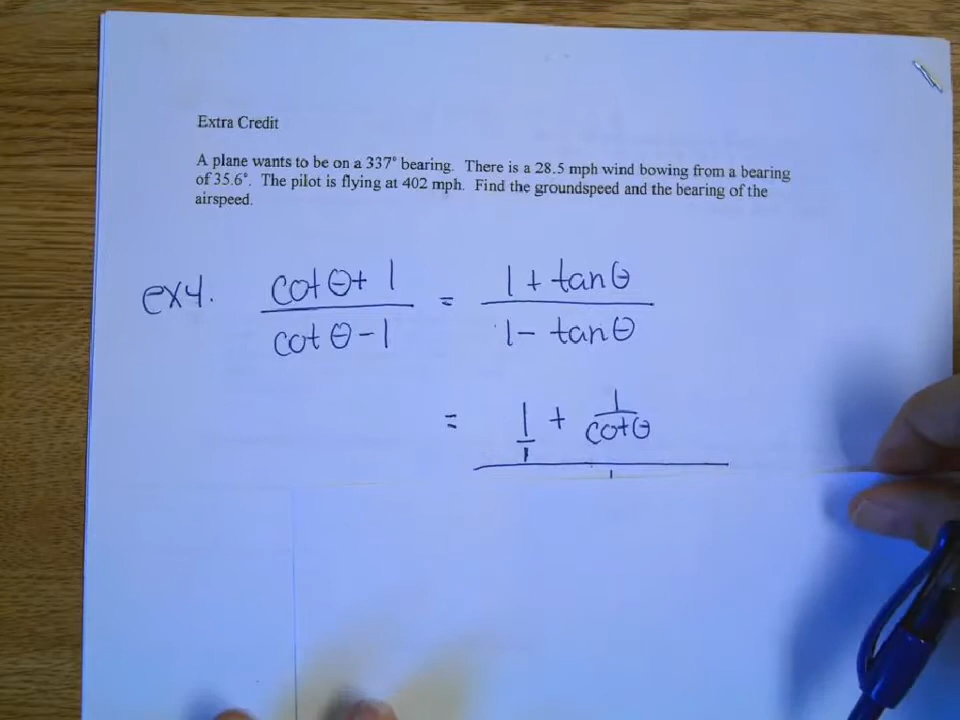 Extra Credit
A plane wants to be on a 337° bearing. There is a 28.5 mph wind bowing from a bearing
of 35.6°. The pilot is flying at 402 mph. Find the groundspeed and the bearing of the
airspeed.
ex4. (cot θ + 1)/(cot θ - 1) = (1 + tan θ)/(1 - tan θ)
= 1/1 + 1/cot θ